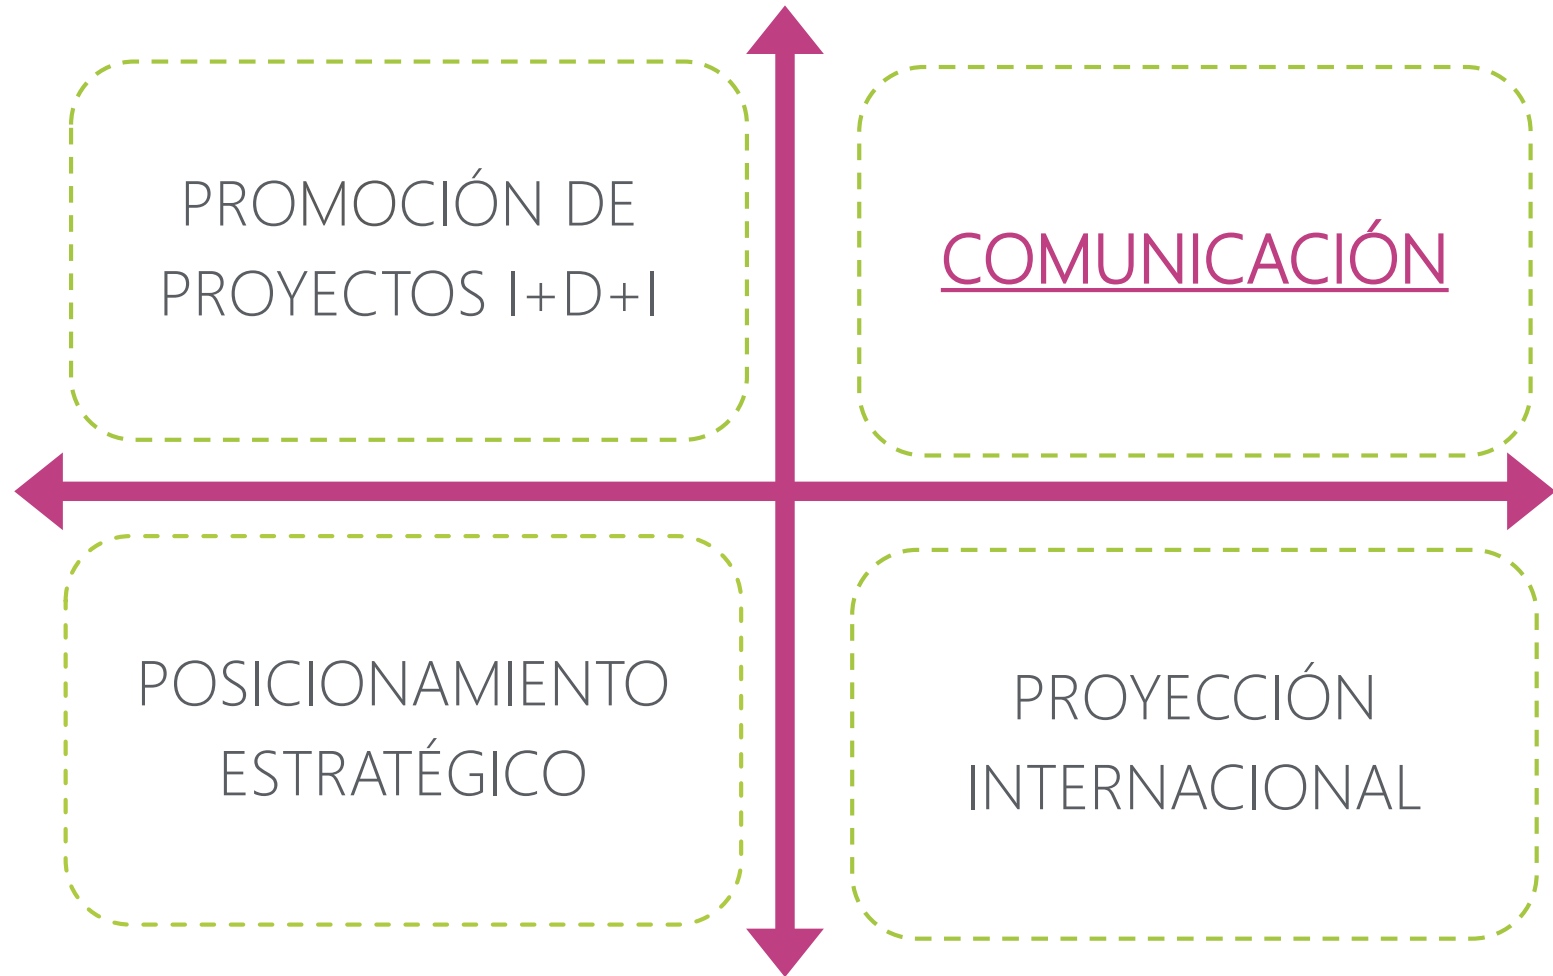 PROMOCIÓN DE
PROYECTOS I+D+I
COMUNICACIÓN
POSICIONAMIENTO
ESTRATÉGICO
PROYECCIÓN
INTERNACIONAL